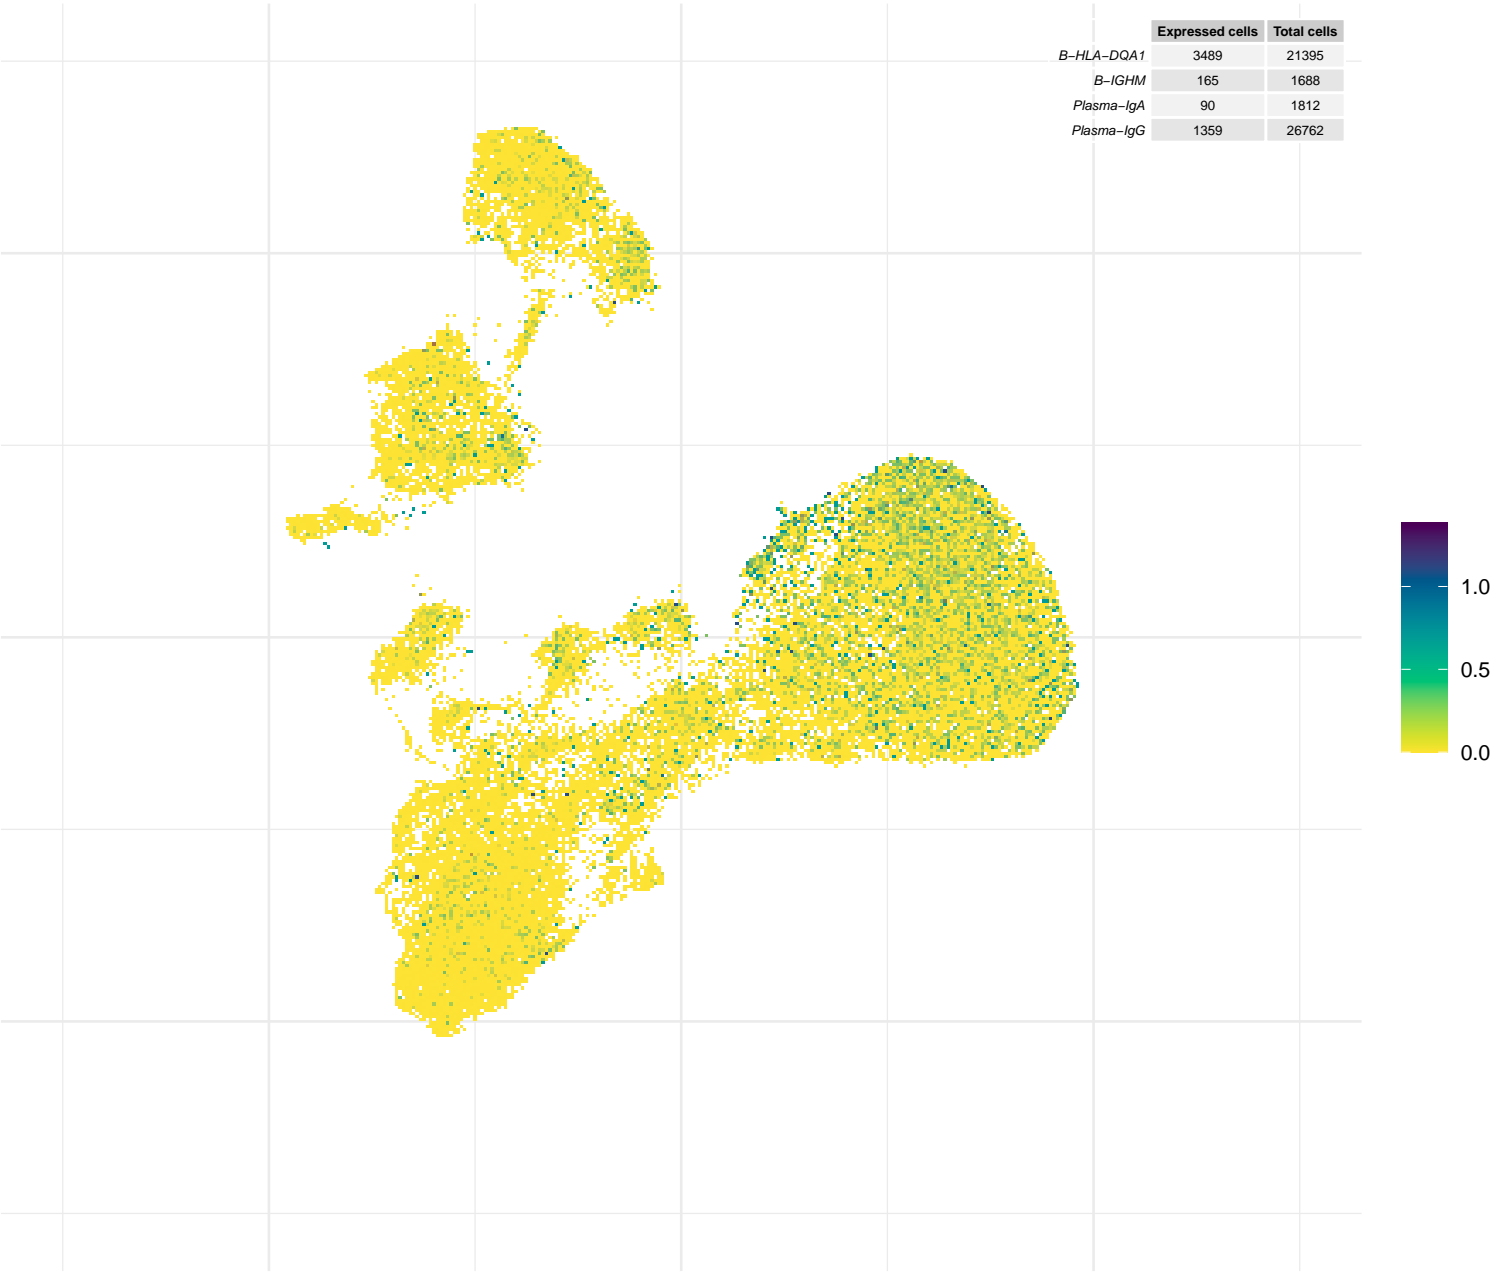 Expressed cells Total cells
B−HLA−DQA1 3489 21395
B−IGHM 165 1688
Plasma−IgA 90 1812
Plasma−IgG 1359 26762
1.0
0.5
0.0